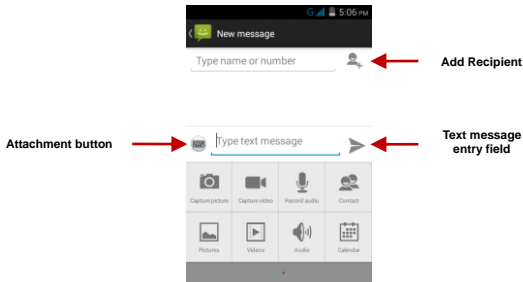 G 5:06 PM
New message
Type name or number
Add Recipient
Attachment button
Type text message
Text message
entry field
Capture picture Capture video Record audio Contact
Pictures Videos Audio Calendar